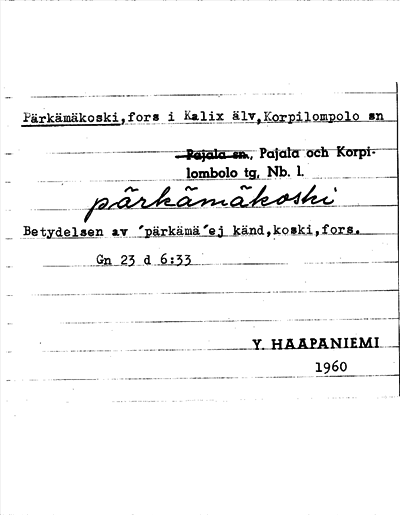 Pärkämäkoski,fors i Kalix älv,Korpilompolo sn
Pajala sn., Pajala och Korpi-
lombolo tg, Nb. l.
pärkämäkoski
Betydelsen av ´pärkämä´ej känd,koski,fors.
Gn 23 d 6:33
Y. HAAPANIEMI
1960